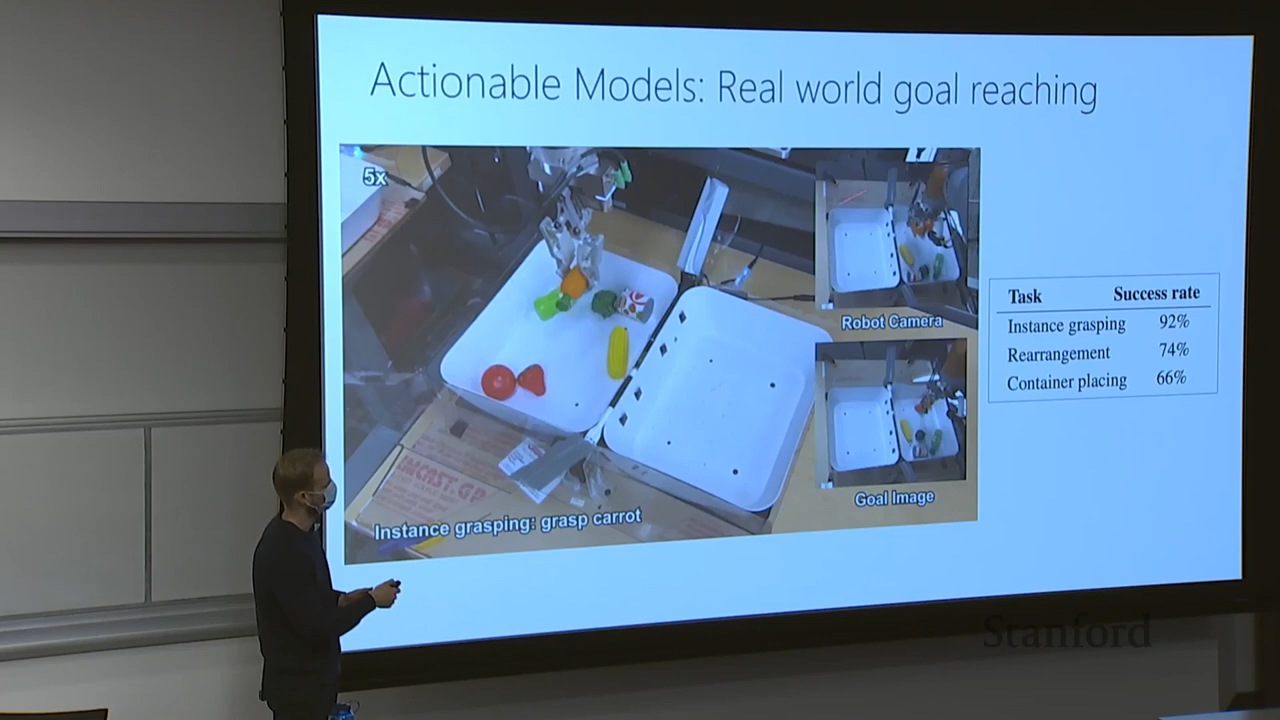 Actionable Models: Real world goal reaching
5x
Robot Camera
Goal Image
Instance grasping: grasp carrot
Task Success rate
Instance grasping 92%
Rearrangement 74%
Container placing 66%
Stanford